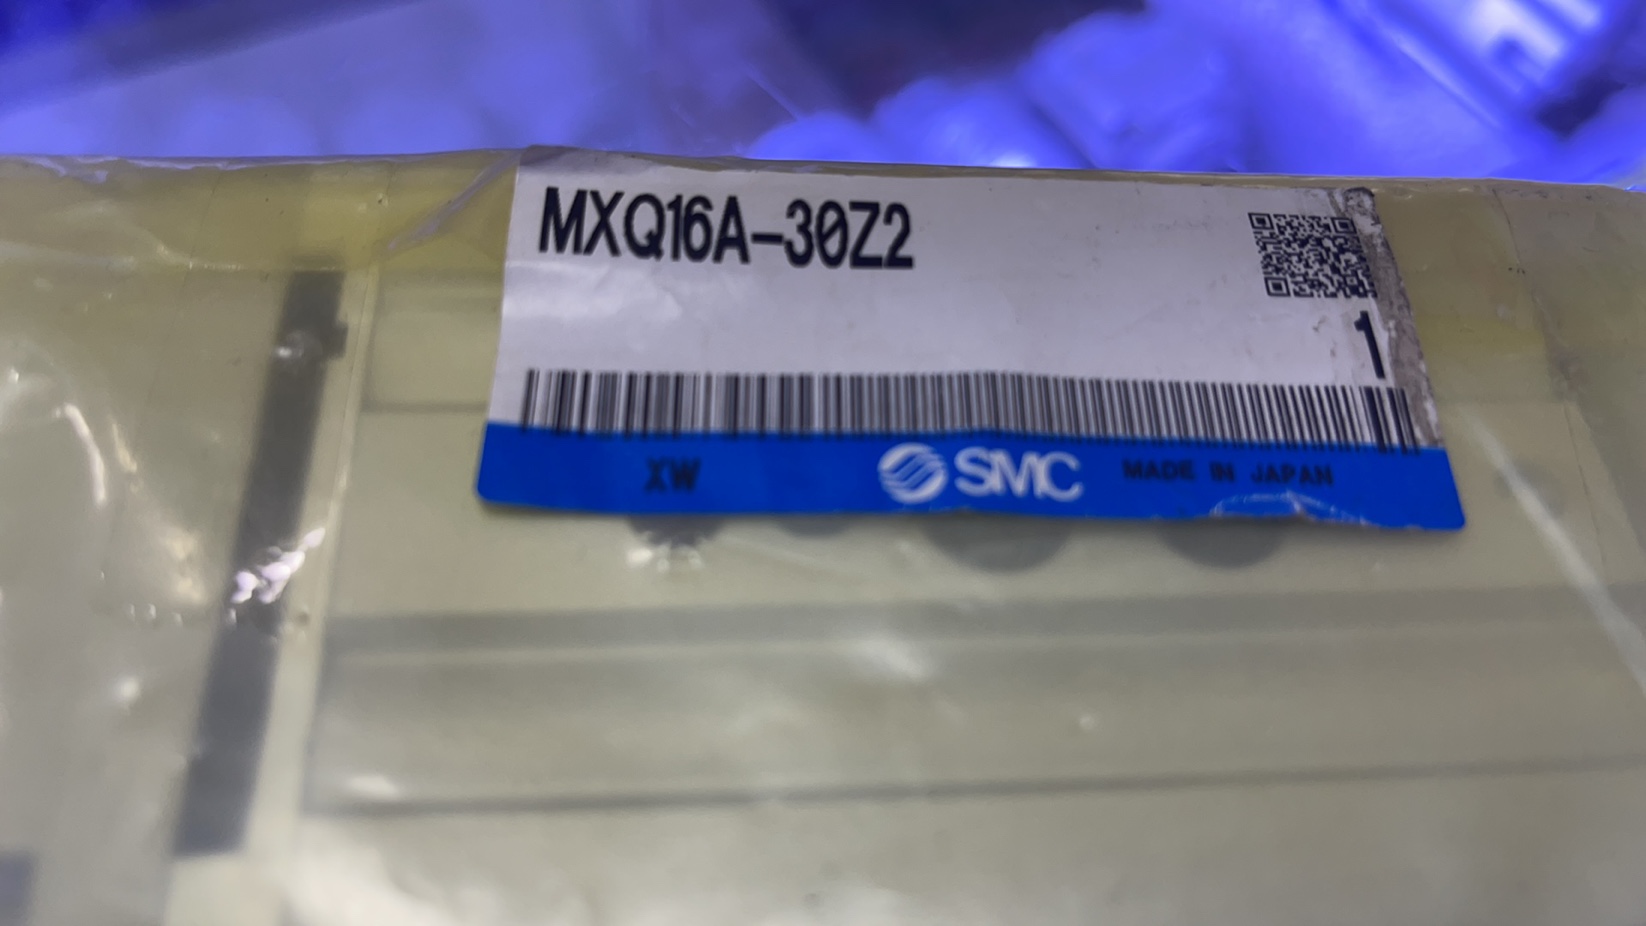 MXQ16A-30Z2
1
XW SMC MADE IN JAPAN